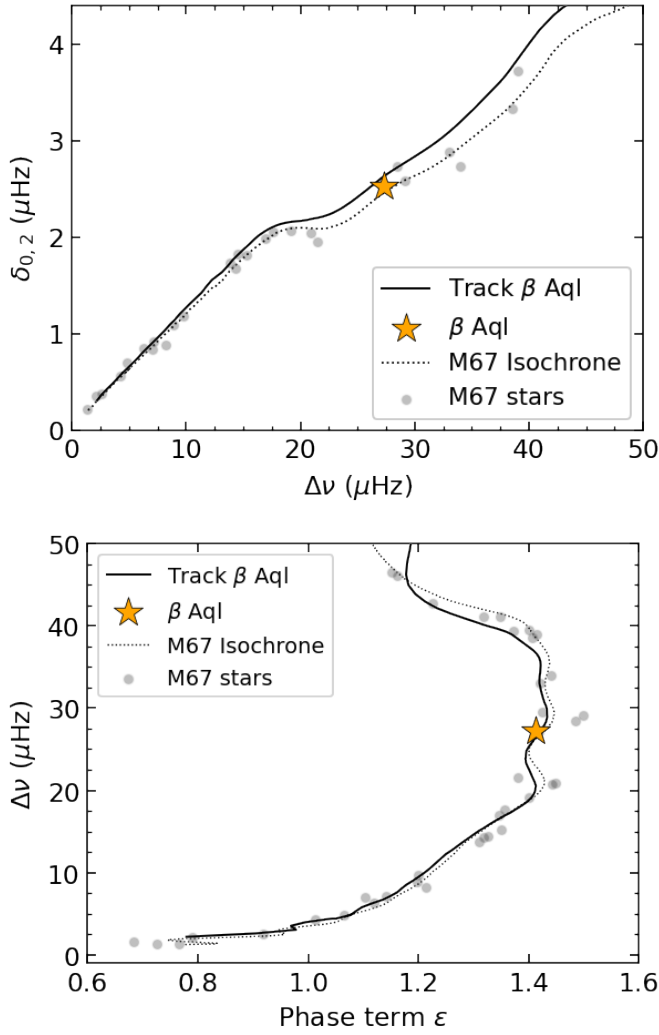 4
3
2
1
0
δ0, 2 (μHz)
Track β Aql
β Aql
M67 Isochrone
M67 stars
0 10 20 30 40 50
Δν (μHz)
50
40
30
20
10
0
Δν (μHz)
Track β Aql
β Aql
M67 Isochrone
M67 stars
0.6 0.8 1.0 1.2 1.4 1.6
Phase term ε